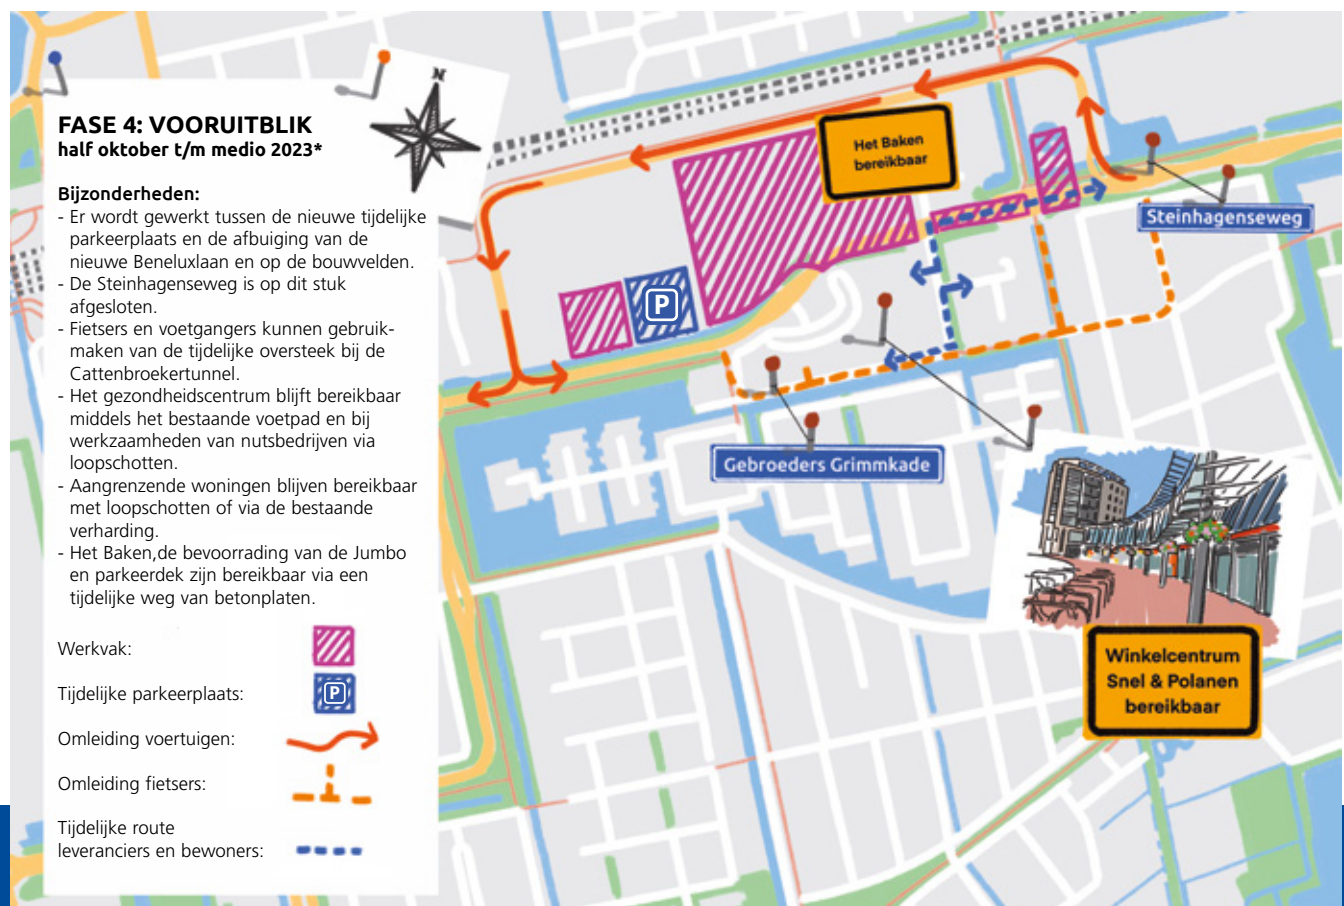 N
FASE 4: VOORUITBLIK
half oktober t/m medio 2023*
Bijzonderheden:
- Er wordt gewerkt tussen de nieuwe tijdelijke
parkeerplaats en de afbuiging van de
nieuwe Beneluxlaan en op de bouwvelden.
- De Steinhagenseweg is op dit stuk
afgesloten.
- Fietsers en voetgangers kunnen gebruik-
maken van de tijdelijke oversteek bij de
Cattenbroekertunnel.
- Het gezondheidscentrum blijft bereikbaar
middels het bestaande voetpad en bij
werkzaamheden van nutsbedrijven via
loopschotten.
- Aangrenzende woningen blijven bereikbaar
met loopschotten of via de bestaande
verharding.
- Het Baken,de bevoorrading van de Jumbo
en parkeerdek zijn bereikbaar via een
tijdelijke weg van betonplaten.
Werkvak:
Tijdelijke parkeerplaats:
P
Omleiding voertuigen:
Omleiding fietsers:
Tijdelijke route
leveranciers en bewoners:
Het Baken
bereikbaar
Steinhagenseweg
P
Gebroeders Grimmkade
Winkelcentrum
Snel & Polanen
bereikbaar